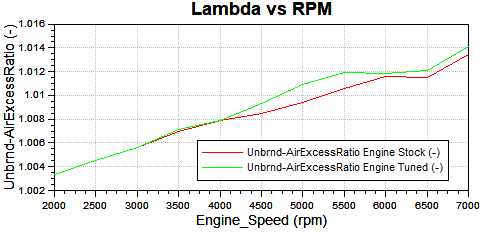 Lambda vs RPM
Unbrnd-AirExcessRatio (-)
1.016
1.014
1.012
1.01
1.008
1.006
1.004
1.002
Unbrnd-AirExcessRatio Engine Stock (-)
Unbrnd-AirExcessRatio Engine Tuned (-)
2000 2500 3000 3500 4000 4500 5000 5500 6000 6500 7000
Engine_Speed (rpm)